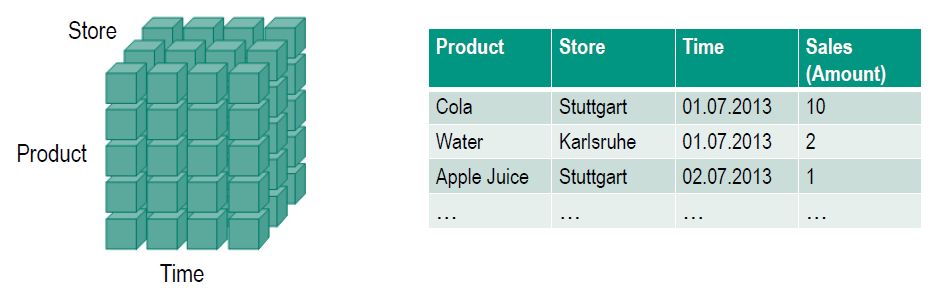 Store
Product
Time
Product Store Time Sales (Amount)
Cola Stuttgart 01.07.2013 10
Water Karlsruhe 01.07.2013 2
Apple Juice Stuttgart 02.07.2013 1
… … … …